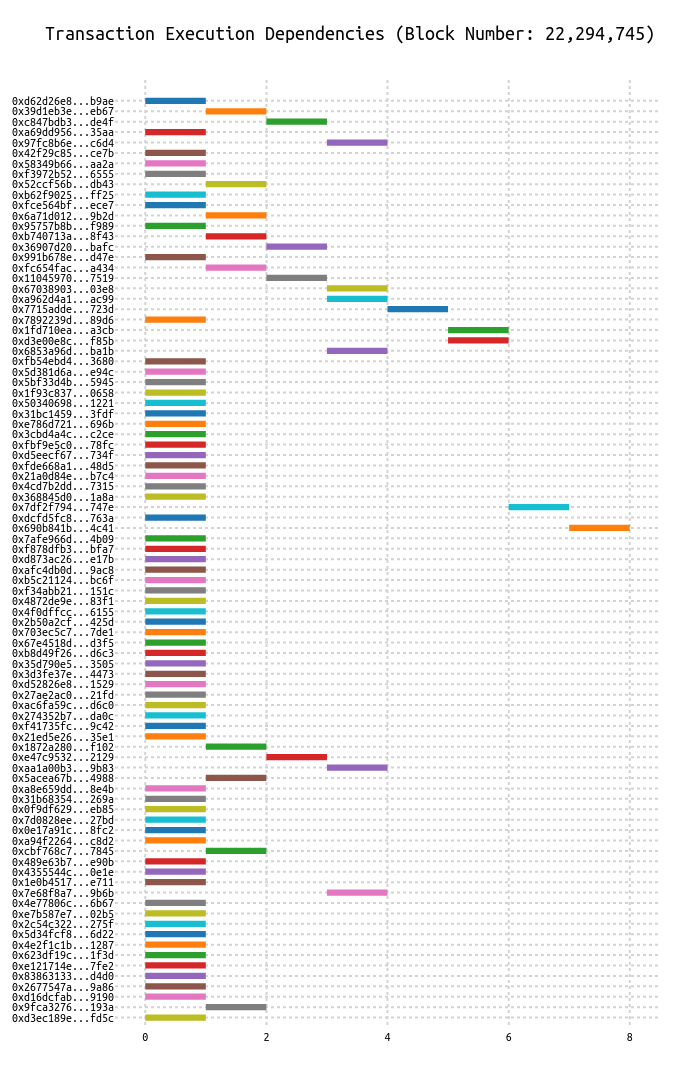 Transaction Execution Dependencies (Block Number: 22,294,745)
0xd62d26e8...b9ae
0x39d1eb3e...eb67
0xc847bdb3...de4f
0xa69dd956...35aa
0x97fc8b6e...c6d4
0x42f29c85...ce7b
0x58349b66...aa2a
0xf3972b52...6555
0x52ccf56b...db43
0xb62f9025...ff25
0xfce564bf...ece7
0x6a71d012...9b2d
0x95757b8b...f989
0xb740713a...8f43
0x36907d20...bafc
0x991b678e...d47e
0xfc654fac...a434
0x11045970...7519
0x67038903...03e8
0xa962d4a1...ac99
0x7715adde...723d
0x7892239d...89d6
0x1fd710ea...a3cb
0xd3e00e8c...f85b
0x6853a96d...ba1b
0xfb54ebd4...3680
0x5d381d6a...e94c
0x5bf33d4b...5945
0x1f93c837...0658
0x50340698...1221
0x31bc1459...3fdf
0xe786d721...696b
0x3cbd4a4c...c2ce
0xfbf9e5c0...78fc
0xd5eecf67...734f
0xfde668a1...48d5
0x21a0d84e...b7c4
0x4cd7b2dd...7315
0x368845d0...1a8a
0x7df2f794...747e
0xdcfd5fc8...763a
0x690b841b...4c41
0x7afe966d...4b09
0xf878dfb3...bfa7
0xd873ac26...e17b
0xafc4db0d...9ac8
0xb5c21124...bc6f
0xf34abb21...151c
0x4872de9e...83f1
0x4f0dffcc...6155
0x2b50a2cf...425d
0x703ec5c7...7de1
0x67e4518d...d3f5
0xb8d49f26...d6c3
0x35d790e5...3505
0x3d3fe37e...4473
0xd52826e8...1529
0x27ae2ac0...21fd
0xac6fa59c...d6c0
0x274352b7...da0c
0xf41735fc...9c42
0x21ed5e26...35e1
0x1872a280...f102
0xe47c9532...2129
0xaa1a00b3...9b83
0x5acea67b...4988
0xa8e659dd...8e4b
0x31b68354...269a
0x0f9df629...eb85
0x7d0828ee...27bd
0x0e17a91c...8fc2
0xa94f2264...c8d2
0xcbf768c7...7845
0x489e63b7...e90b
0x4355544c...0e1e
0x1e0b4517...e711
0x7e68f8a7...9b6b
0x4e77806c...6b67
0xe7b587e7...02b5
0x2c54c322...275f
0x5d34fcf8...6d22
0x4e2f1c1b...1287
0x623df19c...1f3d
0xe121714e...7fe2
0x83863133...d4d0
0x2677547a...9a86
0xd16dcfab...9190
0x9fca3276...193a
0xd3ec189e...fd5c
0 2 4 6 8